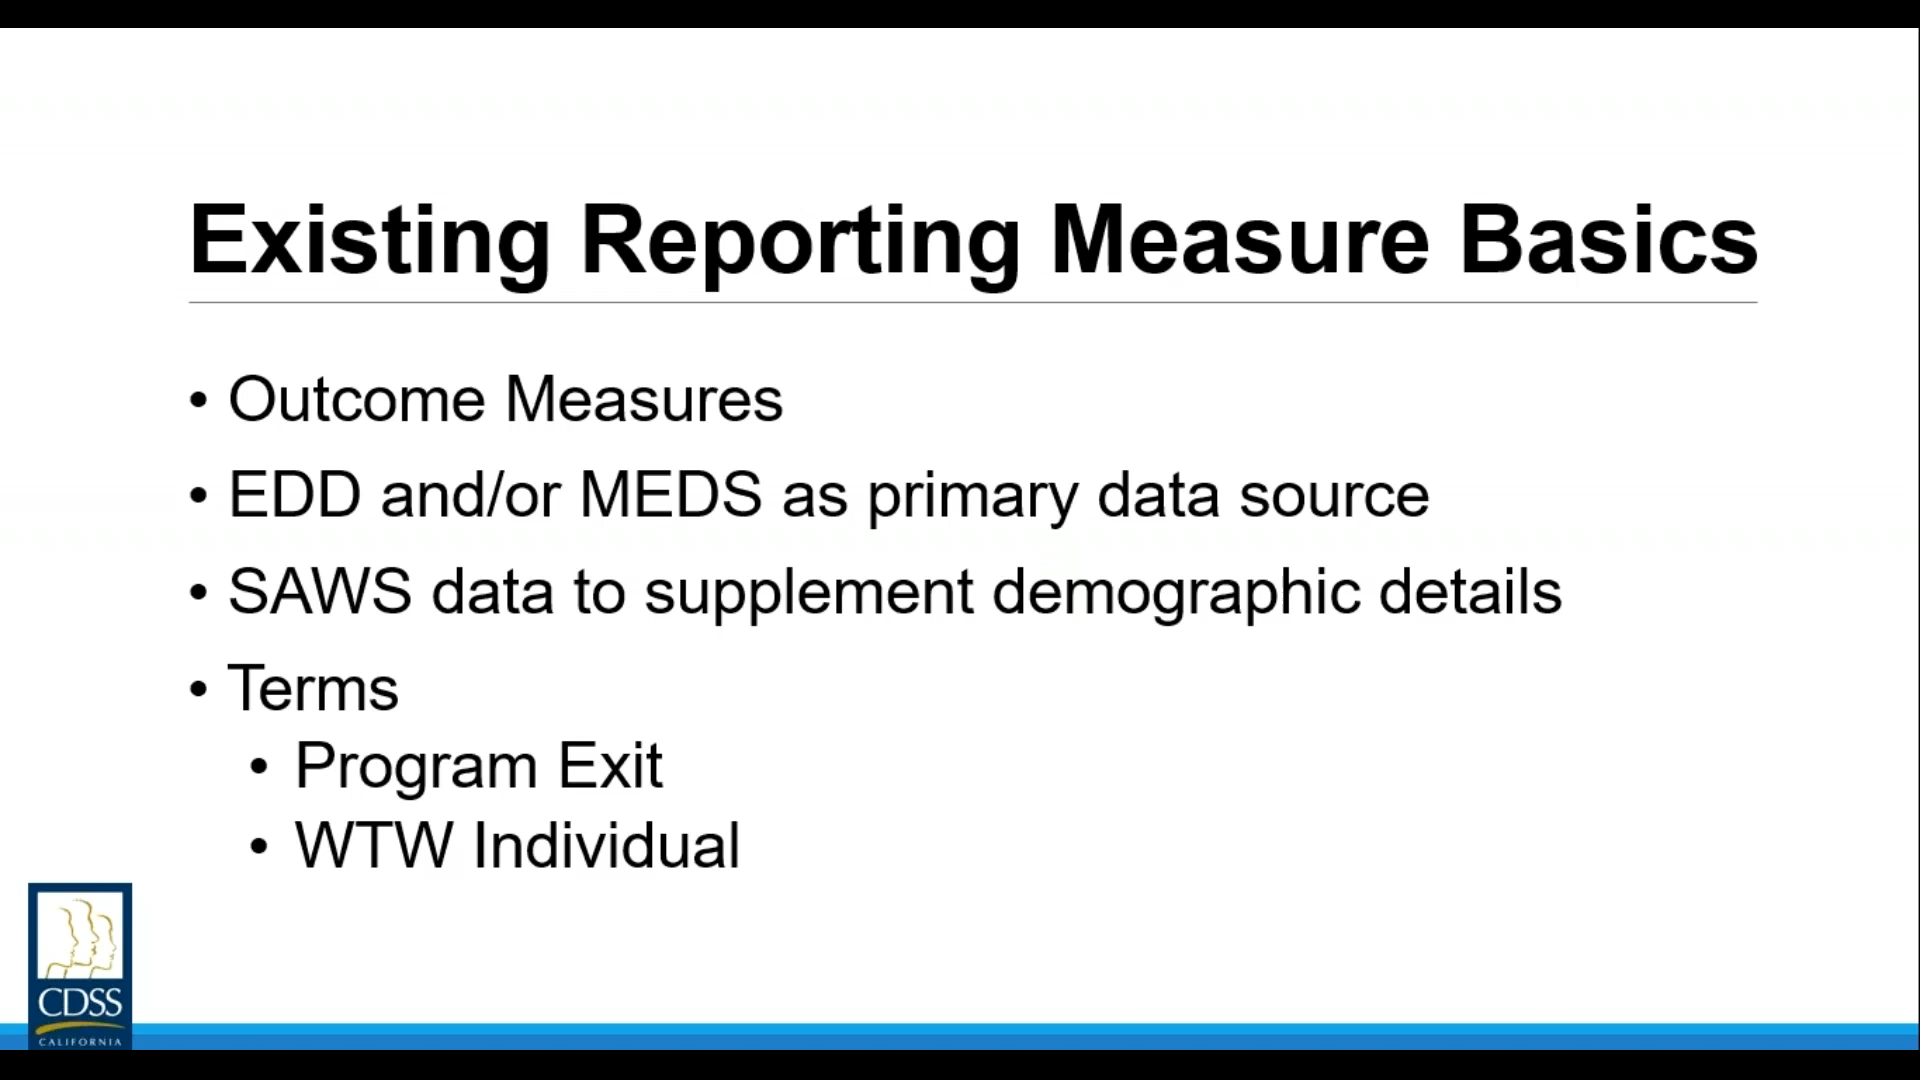 Existing Reporting Measure Basics
• Outcome Measures
• EDD and/or MEDS as primary data source
• SAWS data to supplement demographic details
• Terms
• Program Exit
• WTW Individual
CDSS
CALIFORNIA